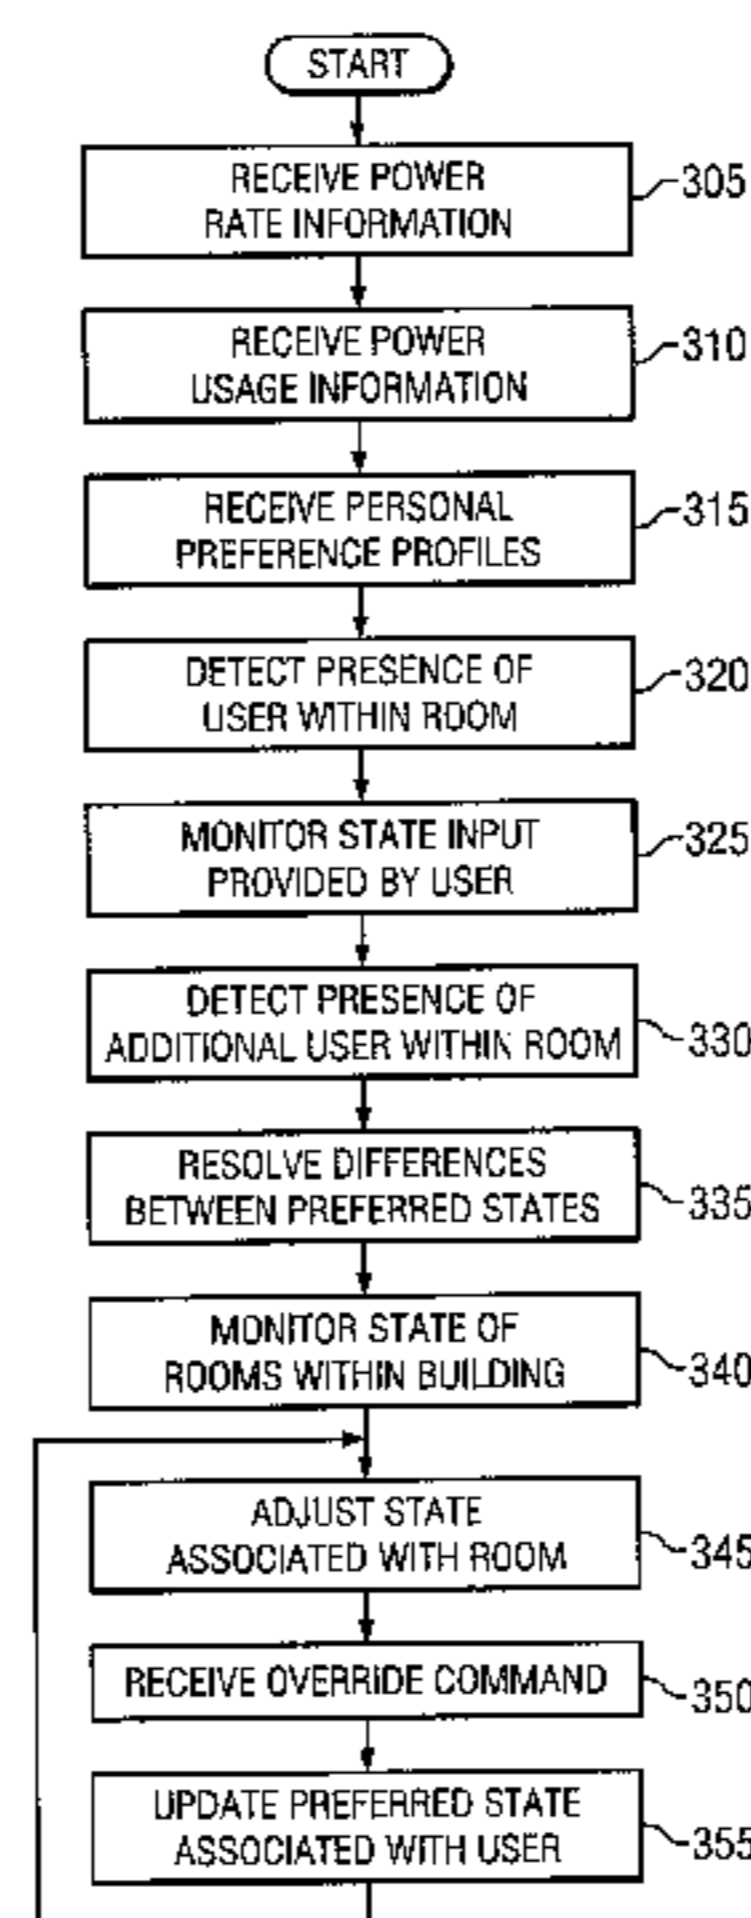 START
RECEIVE POWER
RATE INFORMATION
305
RECEIVE POWER
USAGE INFORMATION
310
RECEIVE PERSONAL
PREFERENCE PROFILES
315
DETECT PRESENCE OF
USER WITHIN ROOM
320
MONITOR STATE INPUT
PROVIDED BY USER
325
DETECT PRESENCE OF
ADDITIONAL USER WITHIN ROOM
330
RESOLVE DIFFERENCES
BETWEEN PREFERRED STATES
335
MONITOR STATE OF
ROOMS WITHIN BUILDING
340
ADJUST STATE
ASSOCIATED WITH ROOM
345
RECEIVE OVERRIDE COMMAND
350
UPDATE PREFERRED STATE
ASSOCIATED WITH USER
355